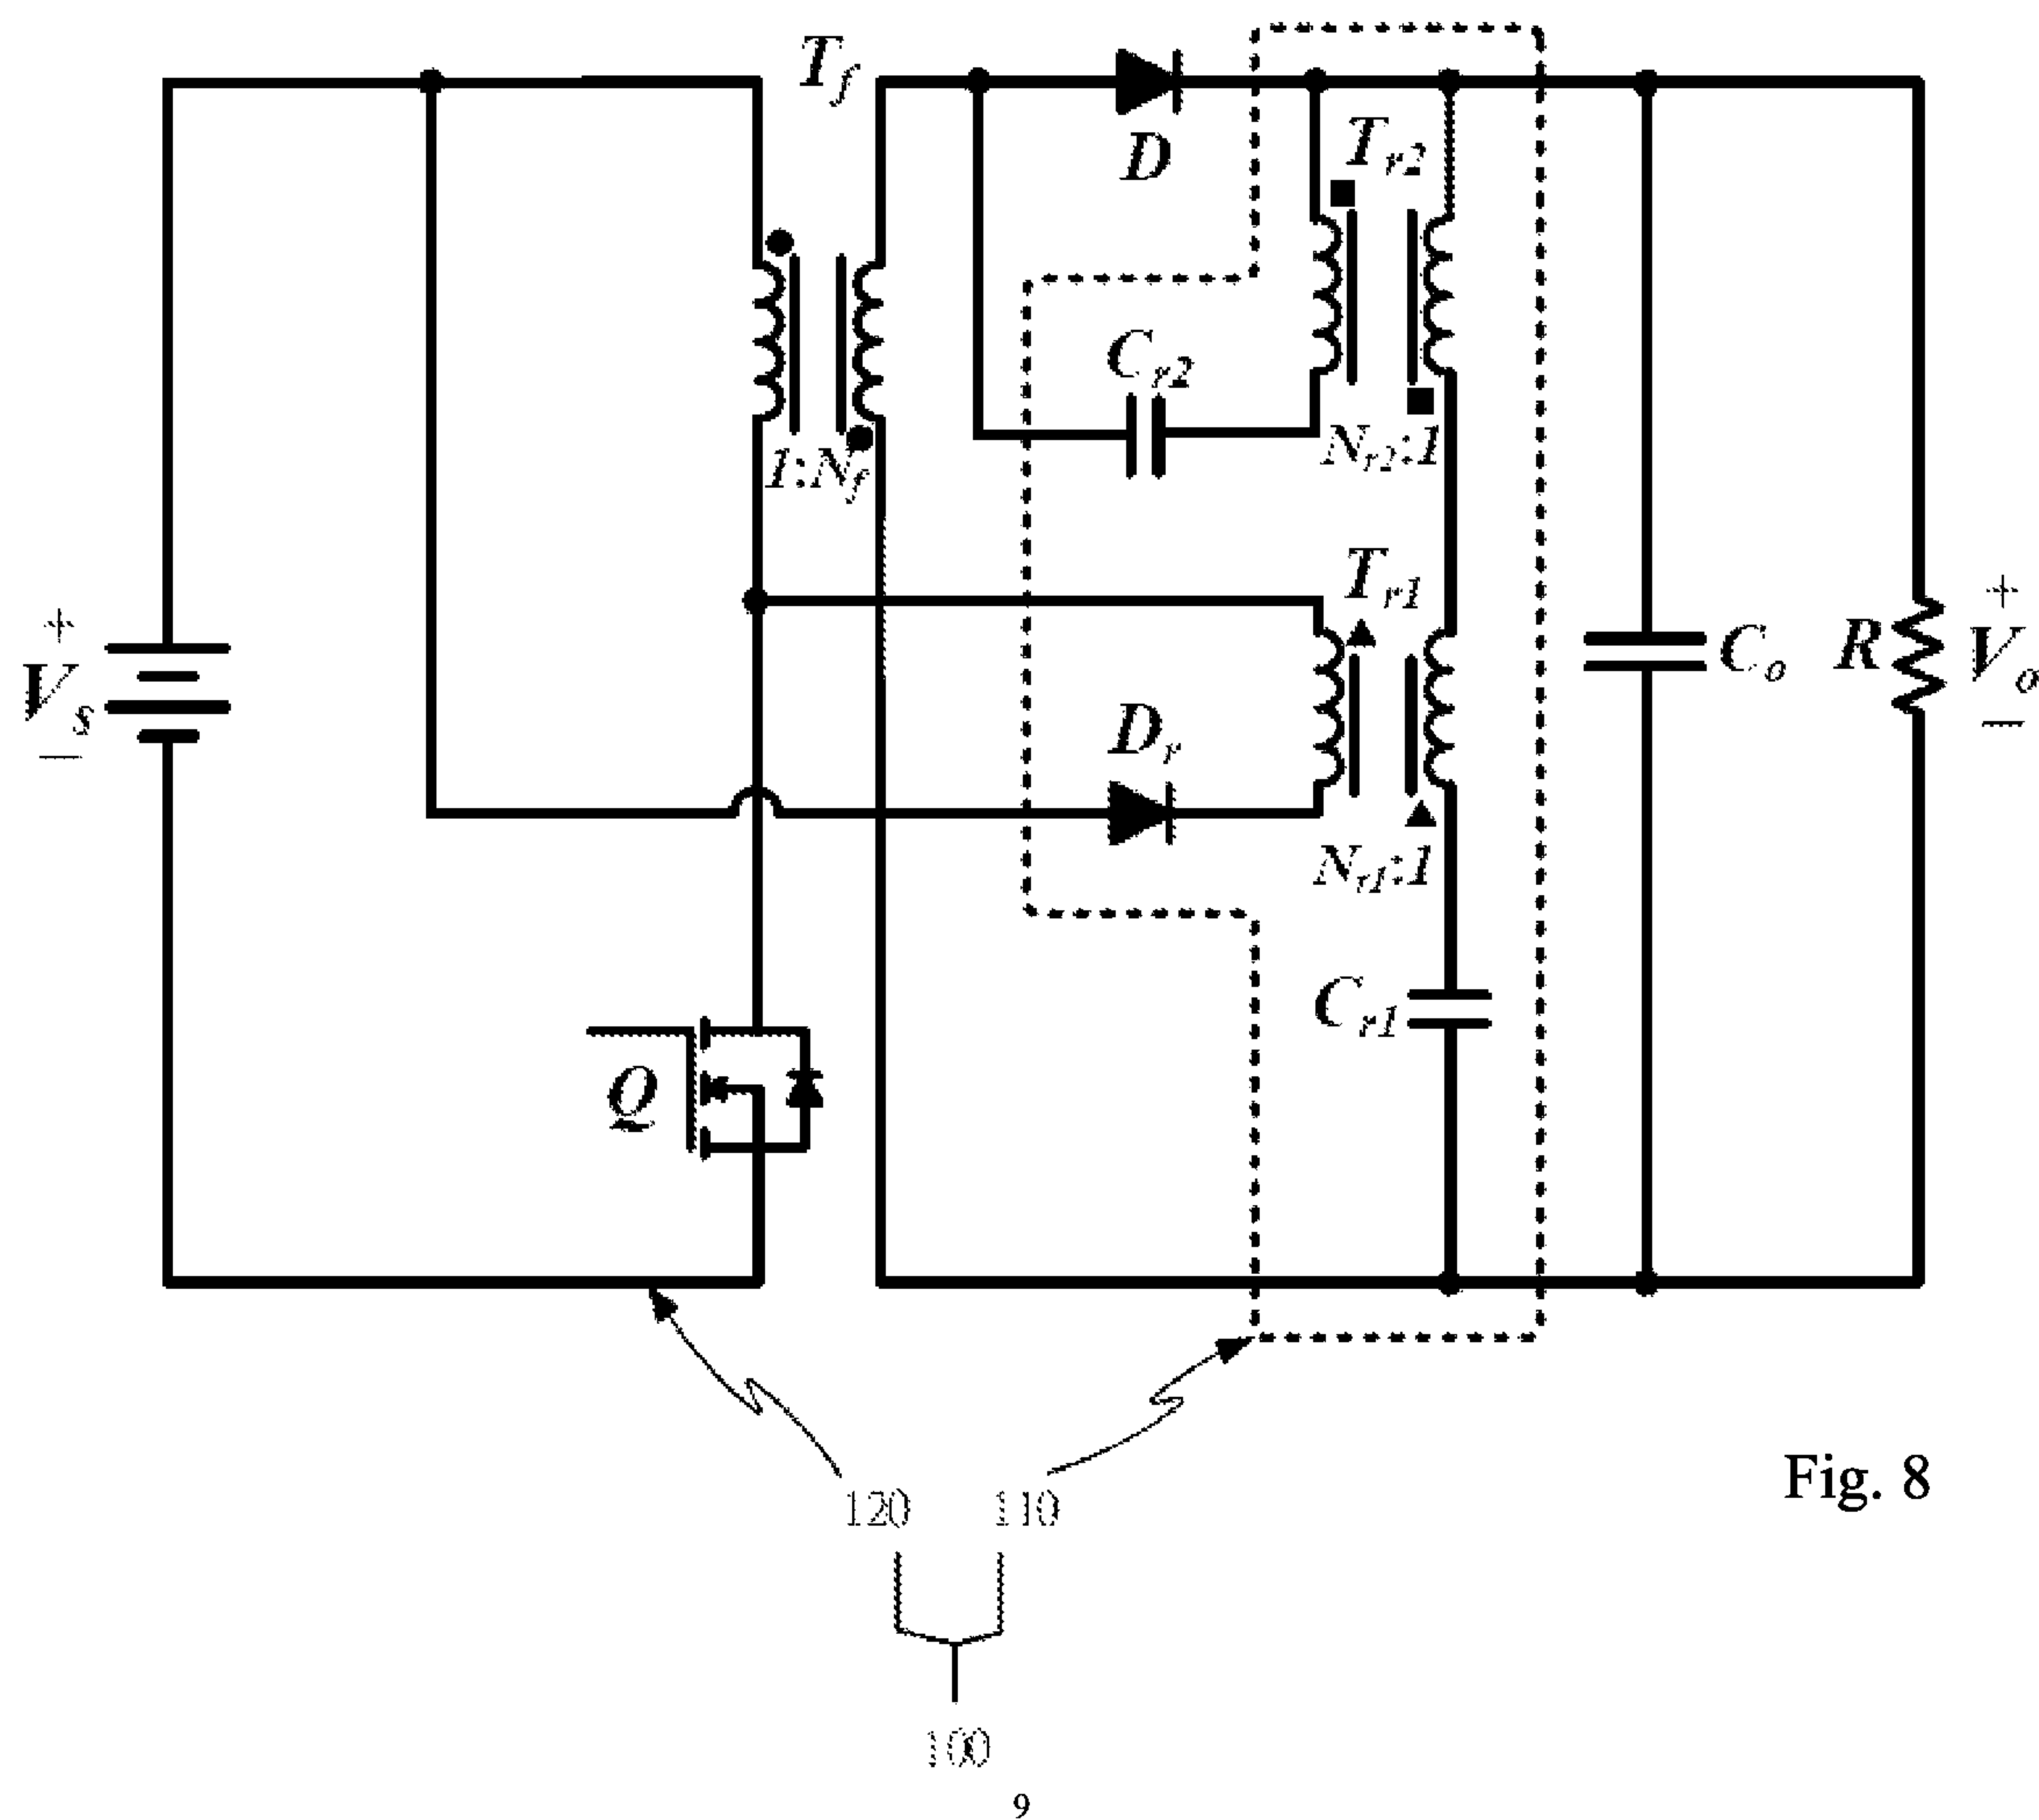 T_f
D
T_r2
C_r2
1:N_f
N_r2:1
T_r1
+
V_s
−
D_r
N_r1:1
C_o
R
+
V_o
−
C_r1
Q
120
110
100
Fig. 8
9